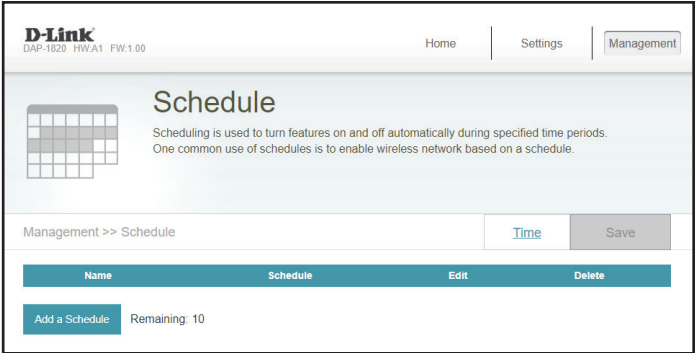 D-Link
DAP-1820 HW:A1 FW:1.00
Home Settings Management
Schedule
Scheduling is used to turn features on and off automatically during specified time periods.
One common use of schedules is to enable wireless network based on a schedule.
Management >> Schedule Time Save
Name Schedule Edit Delete
Add a Schedule Remaining: 10